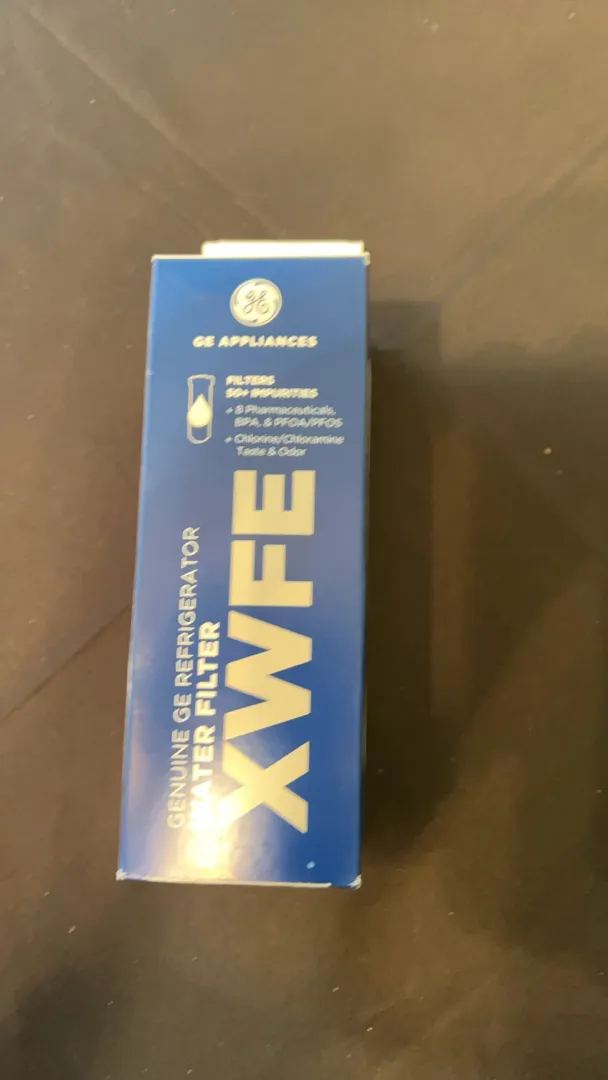 GE
GE APPLIANCES
FILTERS
50+ IMPURITIES
+ 8 Pharmaceuticals,
BPA, & PFOA/PFOS
+ Chlorine/Chloramine
Taste & Odor
GENUINE GE REFRIGERATOR
WATER FILTER
XWFE